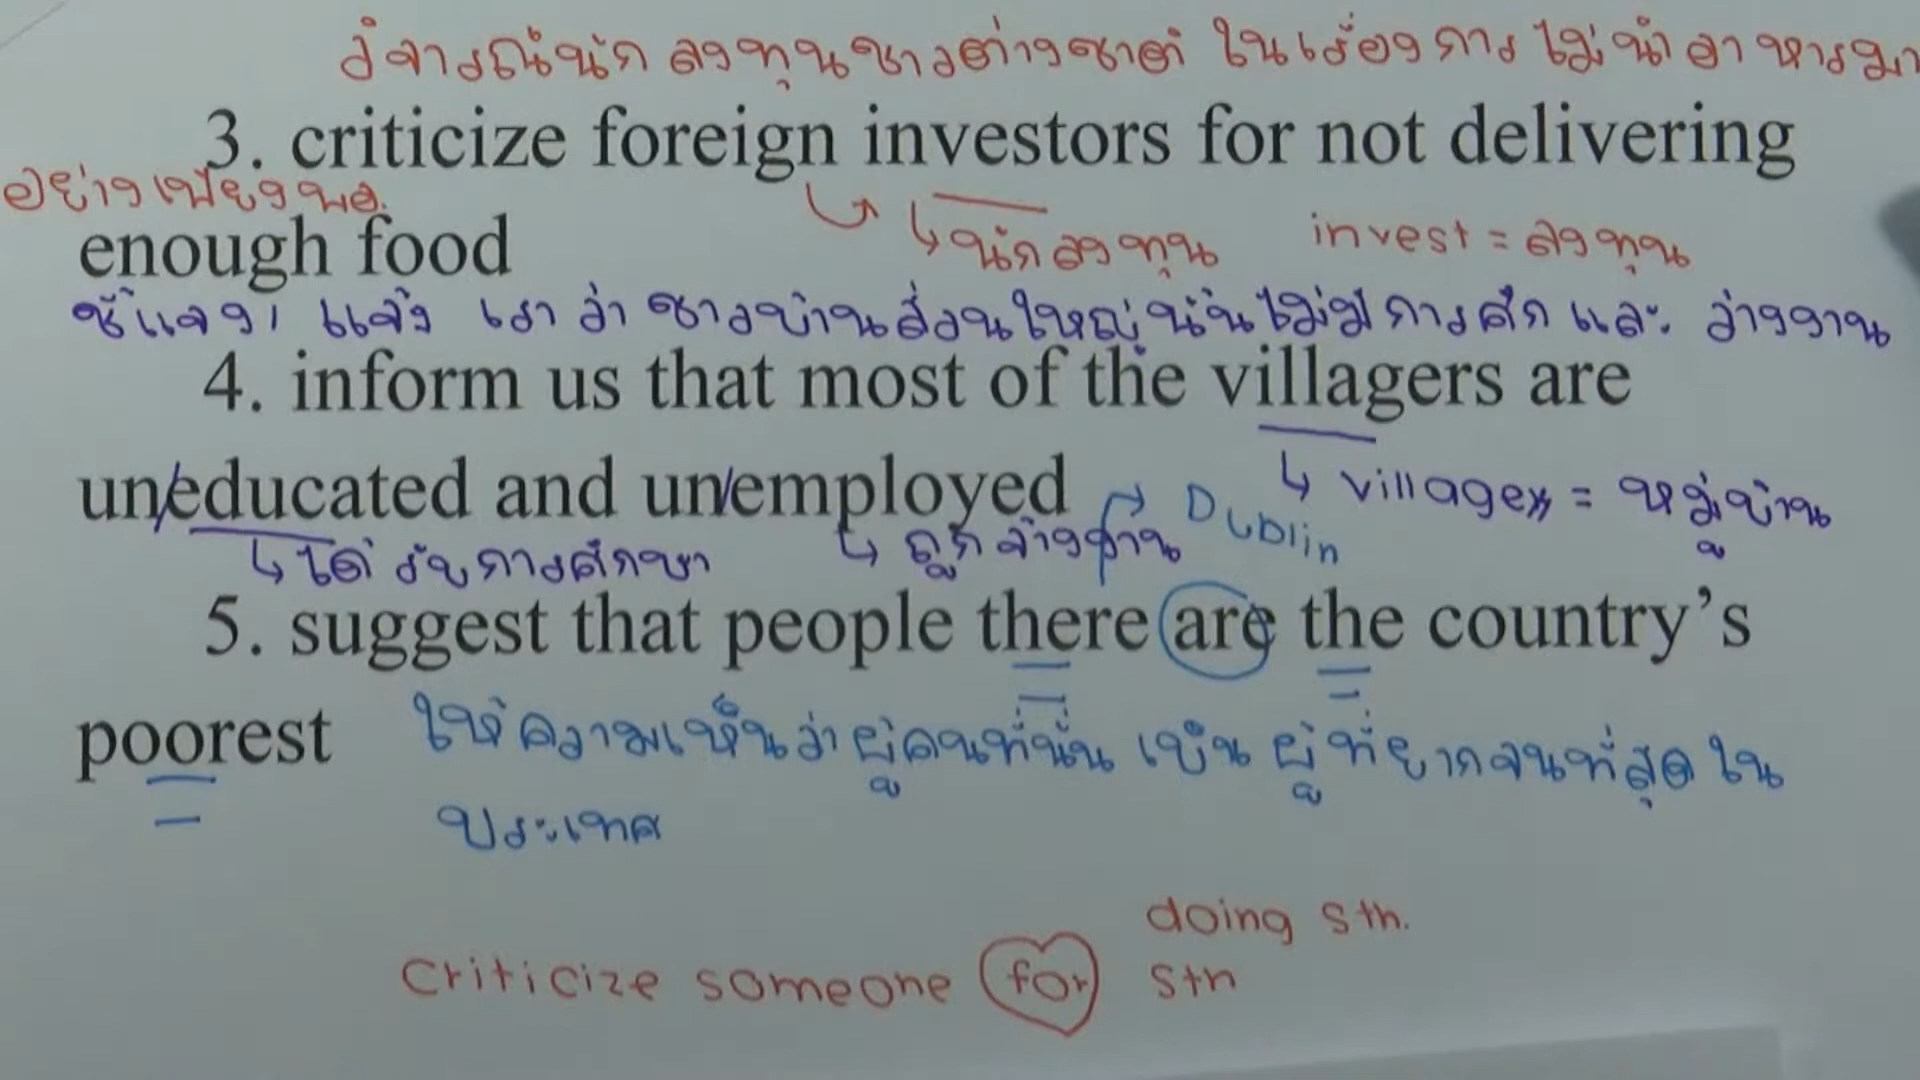 วิจารณ์นักลงทุนชาวต่างชาติ ในเรื่องการ ไม่นำอาหารมา
3. criticize foreign investors for not delivering
อย่างเพียงพอ.
enough food
↳ นักลงทุน invest = ลงทุน
ชี้แจง, แจ้ง เรา ว่า ชาวบ้านส่วนใหญ่นั้นไม่มีการศึก และ ว่างงาน
4. inform us that most of the villagers are
uneducated and unemployed
↳ village = หมู่บ้าน
↳ ได้รับการศึกษา ↳ ถูกจ้างงาน Dublin
5. suggest that people there are the country’s
poorest
ให้ความเห็นว่าผู้คนที่นั่น เป็น ผู้ที่ยากจนที่สุด ใน
ประเทศ
doing sth.
criticize someone for sth